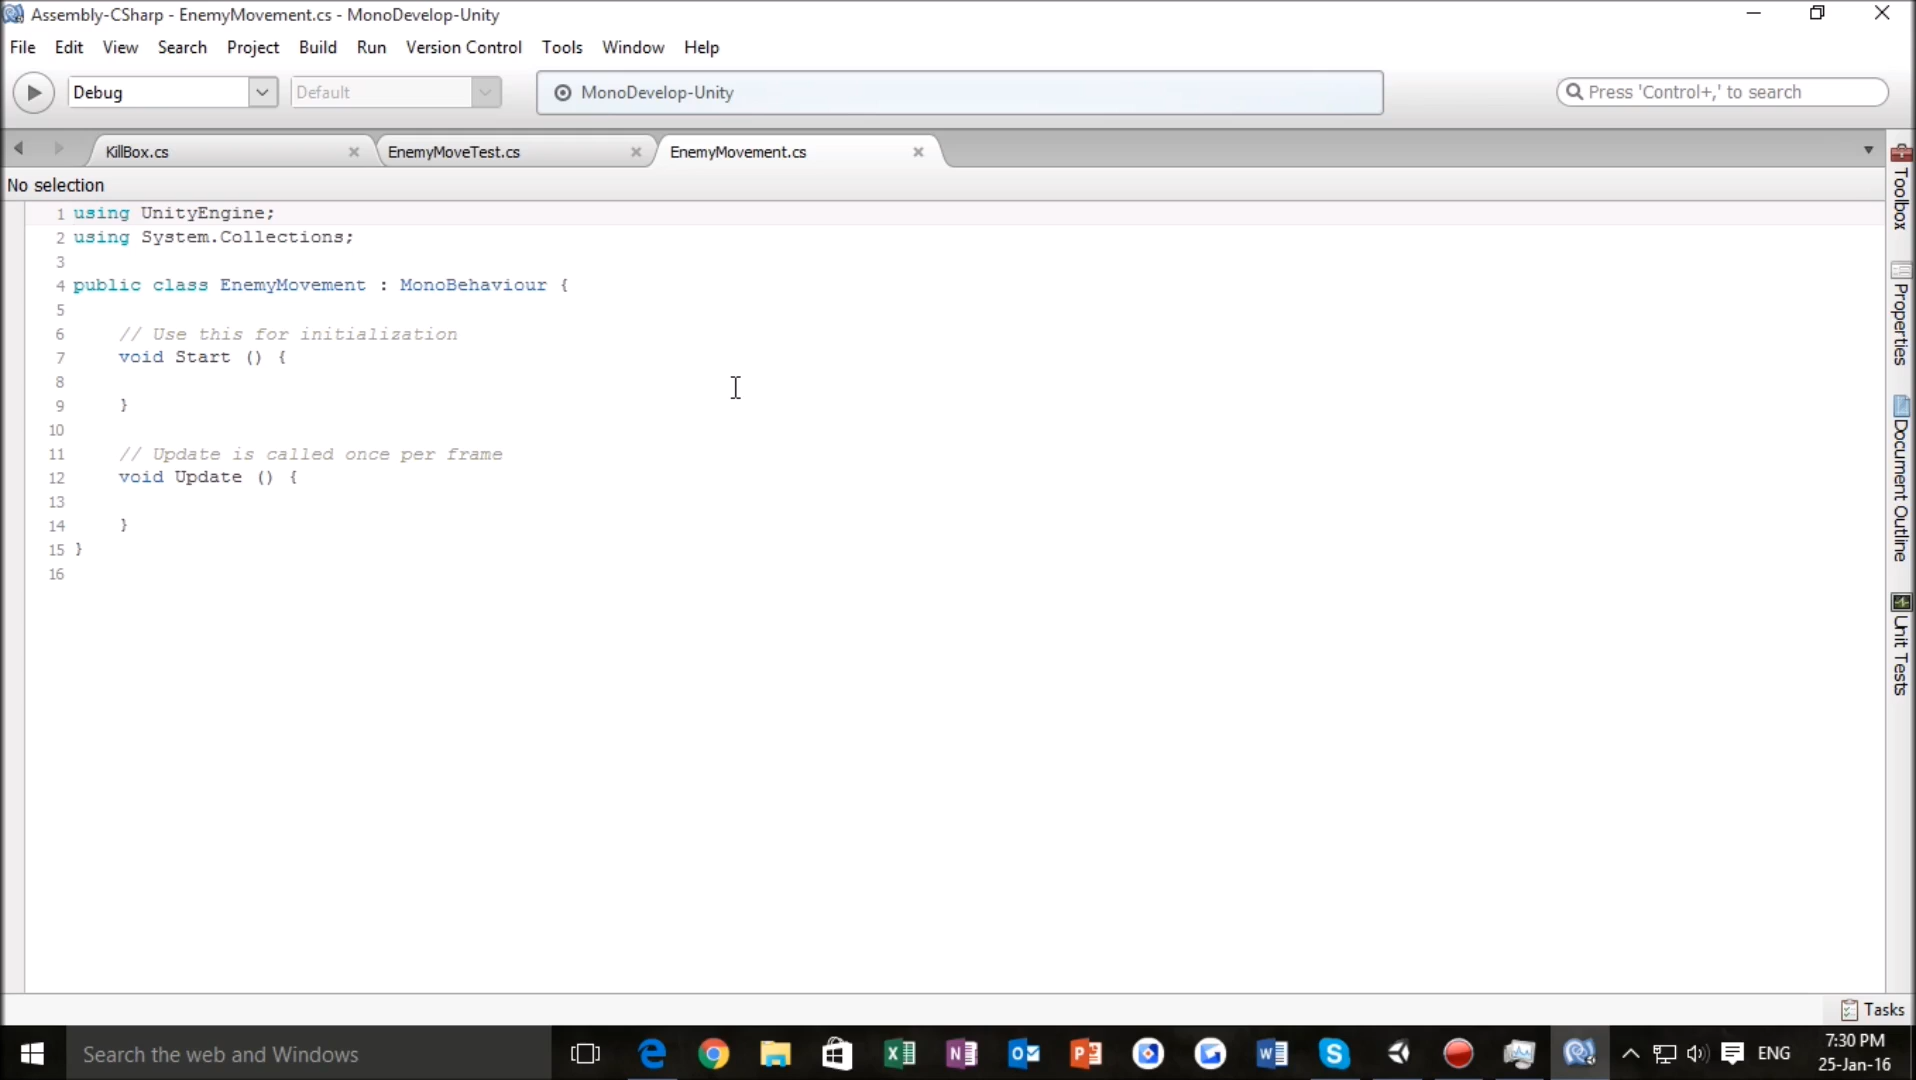 Assembly-CSharp - EnemyMovement.cs - MonoDevelop-Unity
File Edit View Search Project Build Run Version Control Tools Window Help
Debug Default MonoDevelop-Unity Press 'Control+,' to search
KillBox.cs EnemyMoveTest.cs EnemyMovement.cs
No selection
1 using UnityEngine;
2 using System.Collections;
3
4 public class EnemyMovement : MonoBehaviour {
5
6 // Use this for initialization
7 void Start () {
8
9 }
10
11 // Update is called once per frame
12 void Update () {
13
14 }
15 }
16
Toolbox
Properties
Document Outline
Unit Tests
Tasks
Search the web and Windows
ENG
7:30 PM
25-Jan-16